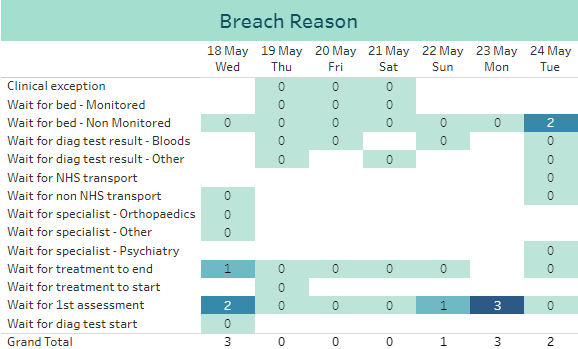 Breach Reason
18 May 19 May 20 May 21 May 22 May 23 May 24 May
Wed Thu Fri Sat Sun Mon Tue
Clinical exception 0 0 0
Wait for bed - Monitored 0 0 0
Wait for bed - Non Monitored 0 0 0 0 0 0 2
Wait for diag test result - Bloods 0 0 0 0
Wait for diag test result - Other 0 0 0
Wait for NHS transport 0
Wait for non NHS transport 0 0
Wait for specialist - Orthopaedics 0
Wait for specialist - Other 0
Wait for specialist - Psychiatry 0
Wait for treatment to end 1 0 0 0 0 0
Wait for treatment to start 0
Wait for 1st assessment 2 0 0 0 1 3 0
Wait for diag test start 0
Grand Total 3 0 0 0 1 3 2